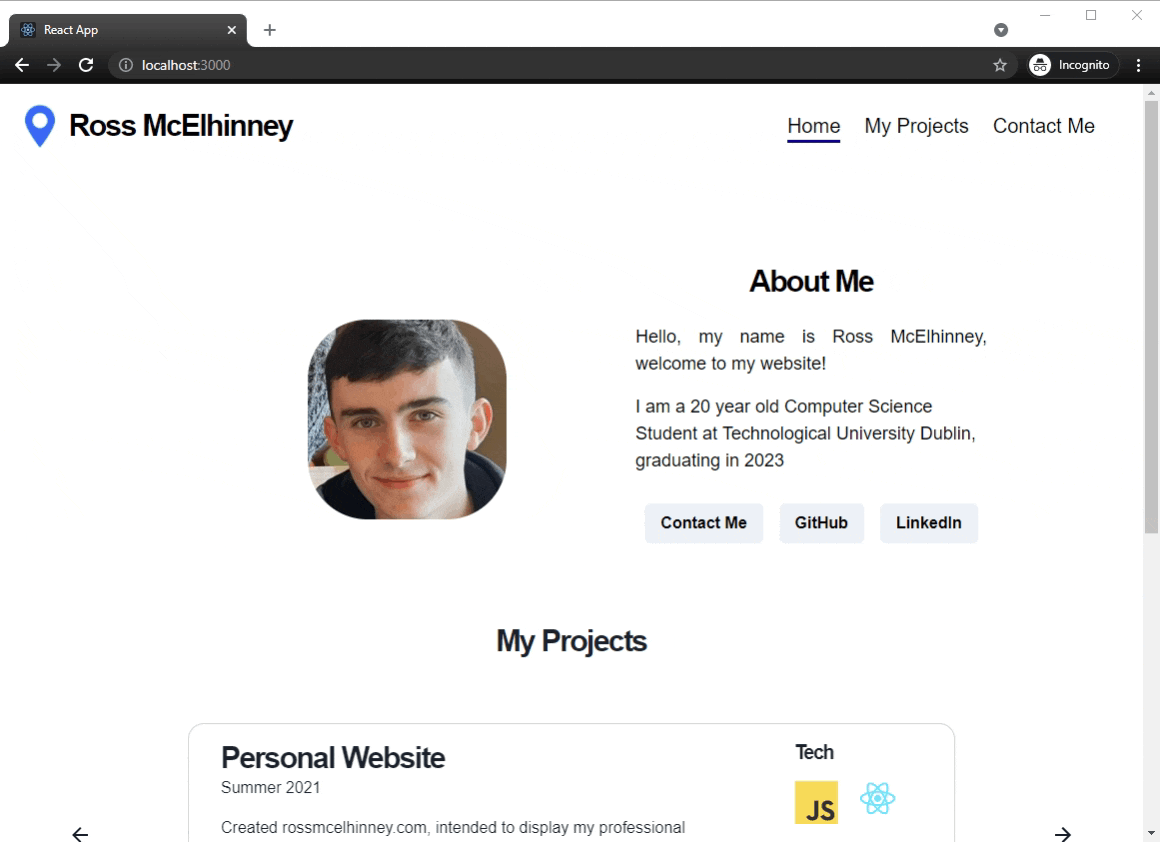 React App
localhost:3000
Incognito
Ross McElhinney
Home My Projects Contact Me
About Me
Hello, my name is Ross McElhinney,
welcome to my website!
I am a 20 year old Computer Science
Student at Technological University Dublin,
graduating in 2023
Contact Me GitHub LinkedIn
My Projects
Personal Website
Summer 2021
Created rossmcelhinney.com, intended to display my professional
Tech
JS